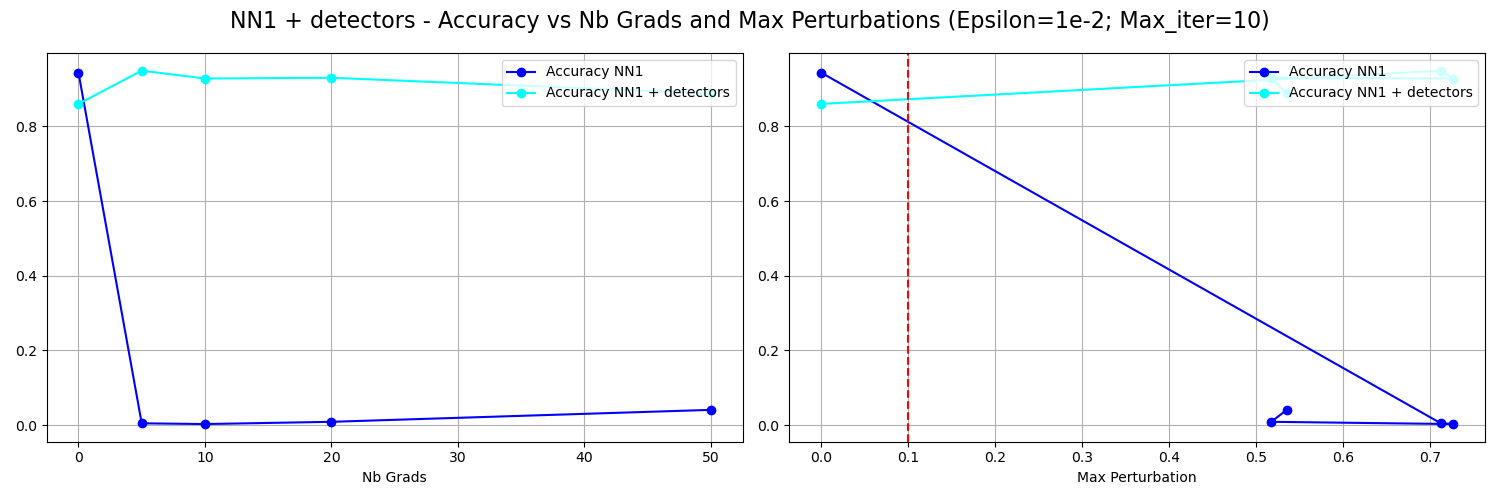 NN1 + detectors - Accuracy vs Nb Grads and Max Perturbations (Epsilon=1e-2; Max_iter=10)
Accuracy NN1
Accuracy NN1 + detectors
0.8
0.6
0.4
0.2
0.0
0 10 20 30 40 50
Nb Grads
Accuracy NN1
Accuracy NN1 + detectors
0.8
0.6
0.4
0.2
0.0
0.0 0.1 0.2 0.3 0.4 0.5 0.6 0.7
Max Perturbation